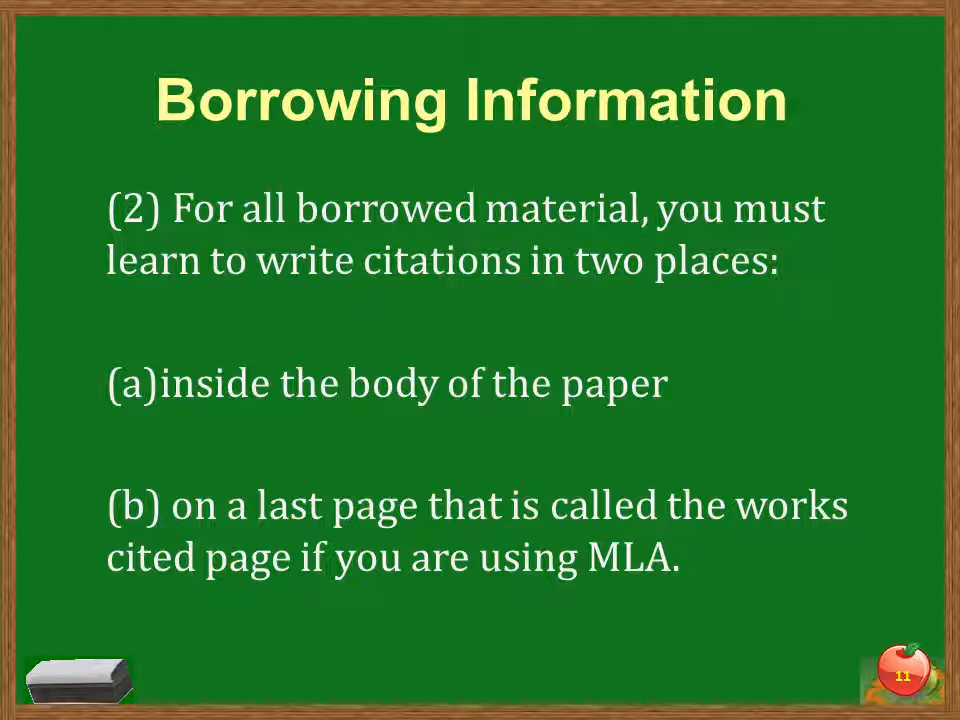 Borrowing Information
(2) For all borrowed material, you must
learn to write citations in two places:
(a)inside the body of the paper
(b) on a last page that is called the works
cited page if you are using MLA.
11